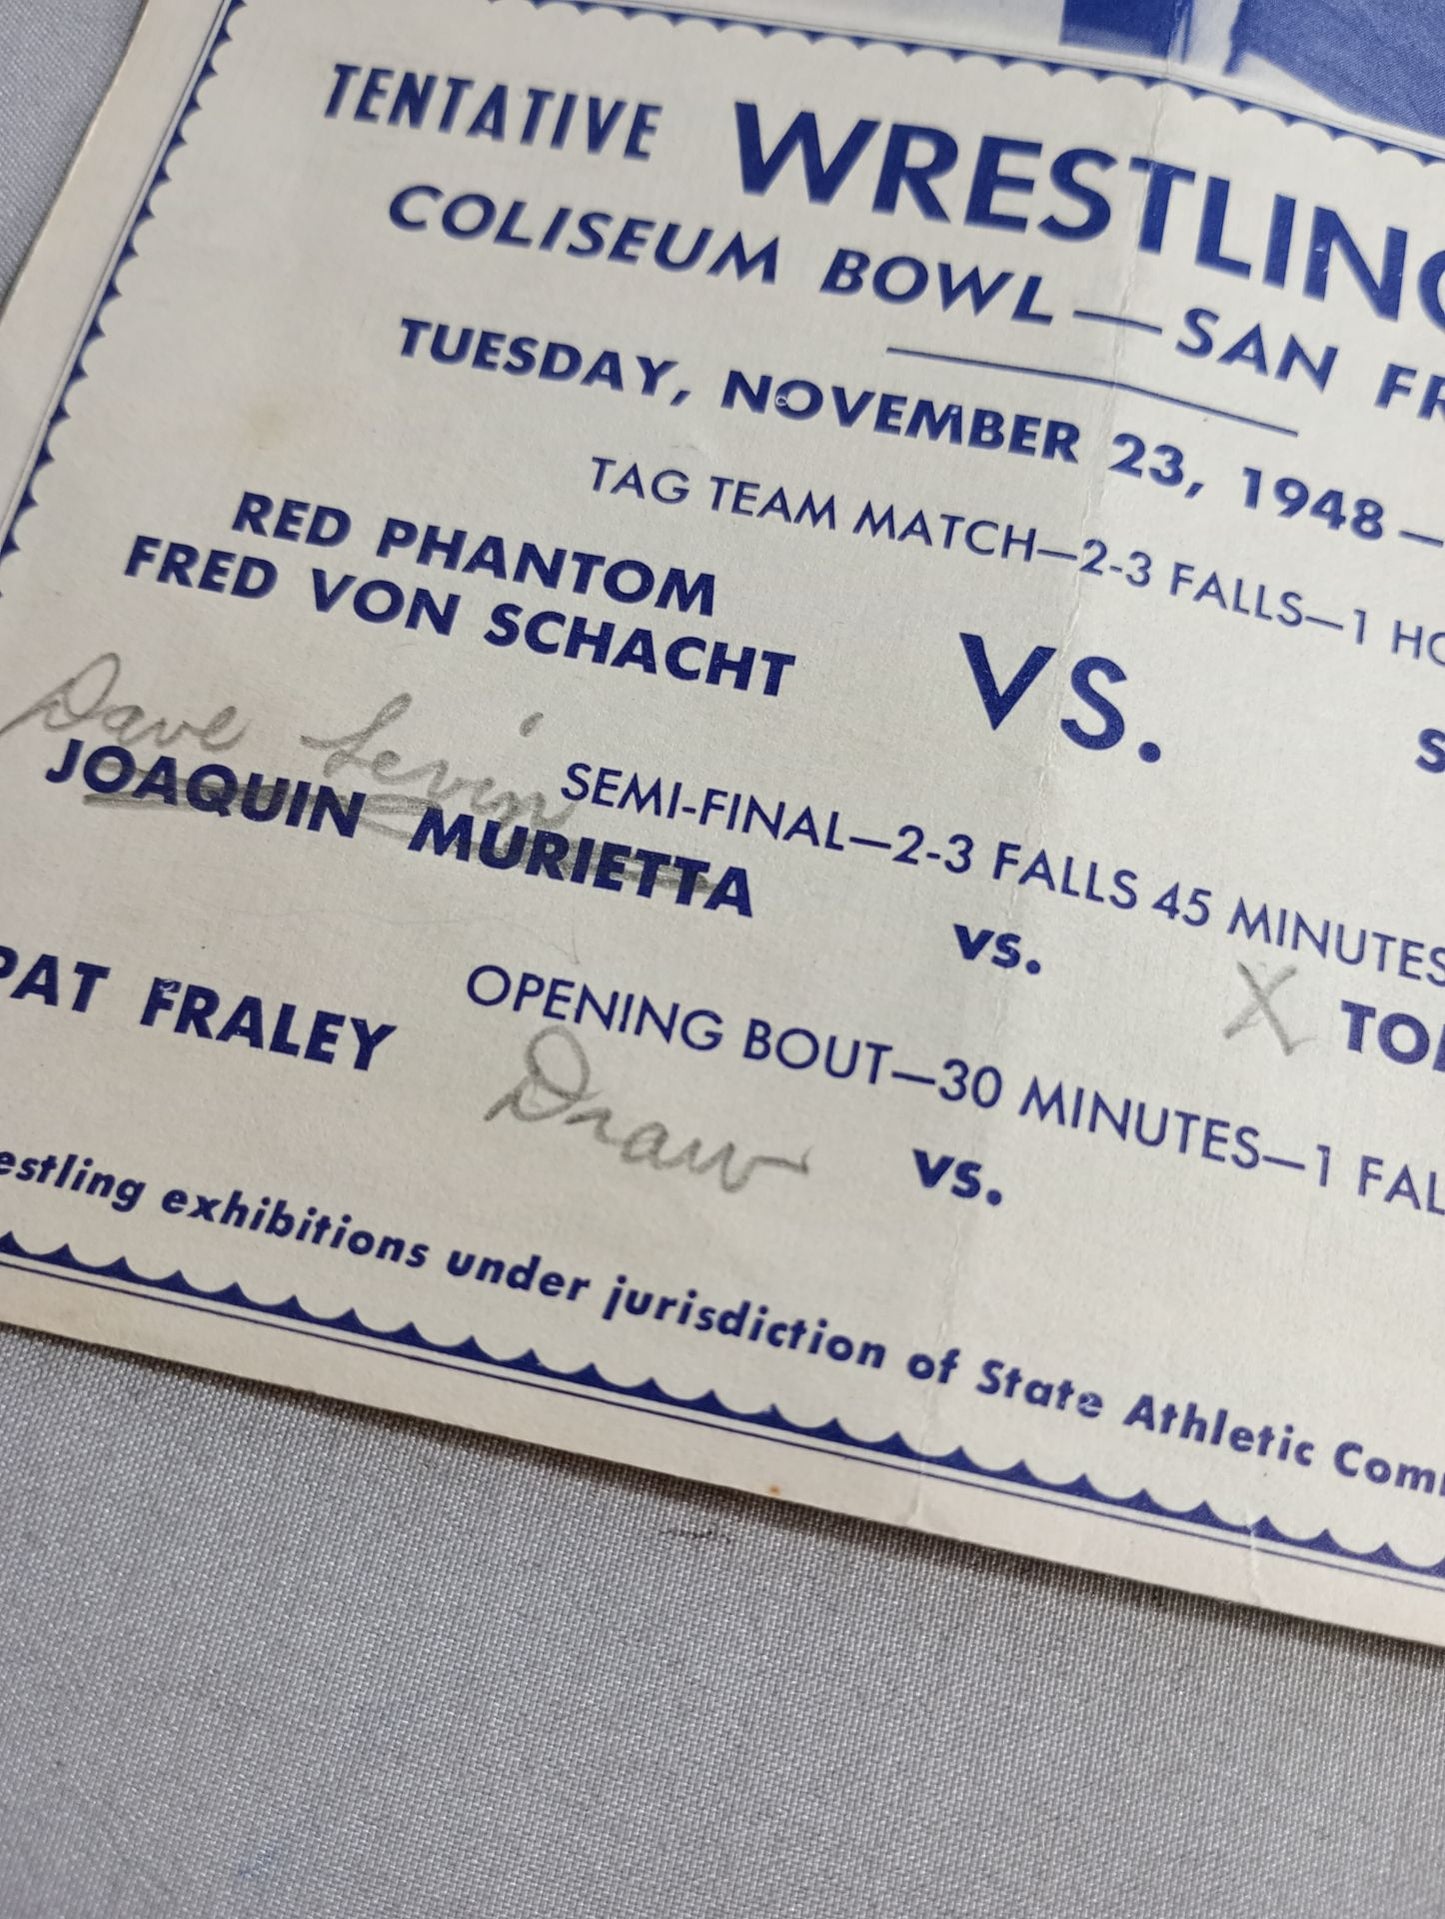 TENTATIVE WRESTLING
COLISEUM BOWL—SAN FR
TUESDAY, NOVEMBER 23, 1948—
TAG TEAM MATCH—2-3 FALLS—1 HO
RED PHANTOM
FRED VON SCHACHT
VS.
S
Dave Levin
SEMI-FINAL—2-3 FALLS 45 MINUTES
JOAQUIN MURIETTA
vs.
X TO
OPENING BOUT—30 MINUTES—1 FAL
PAT FRALEY
Draw
vs.
estling exhibitions under jurisdiction of State Athletic Com